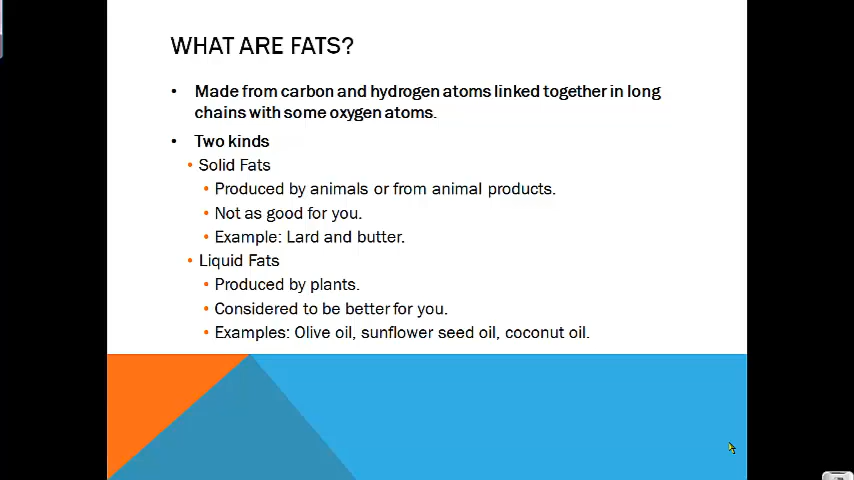 WHAT ARE FATS?
• Made from carbon and hydrogen atoms linked together in long
chains with some oxygen atoms.
• Two kinds
• Solid Fats
• Produced by animals or from animal products.
• Not as good for you.
• Example: Lard and butter.
• Liquid Fats
• Produced by plants.
• Considered to be better for you.
• Examples: Olive oil, sunflower seed oil, coconut oil.